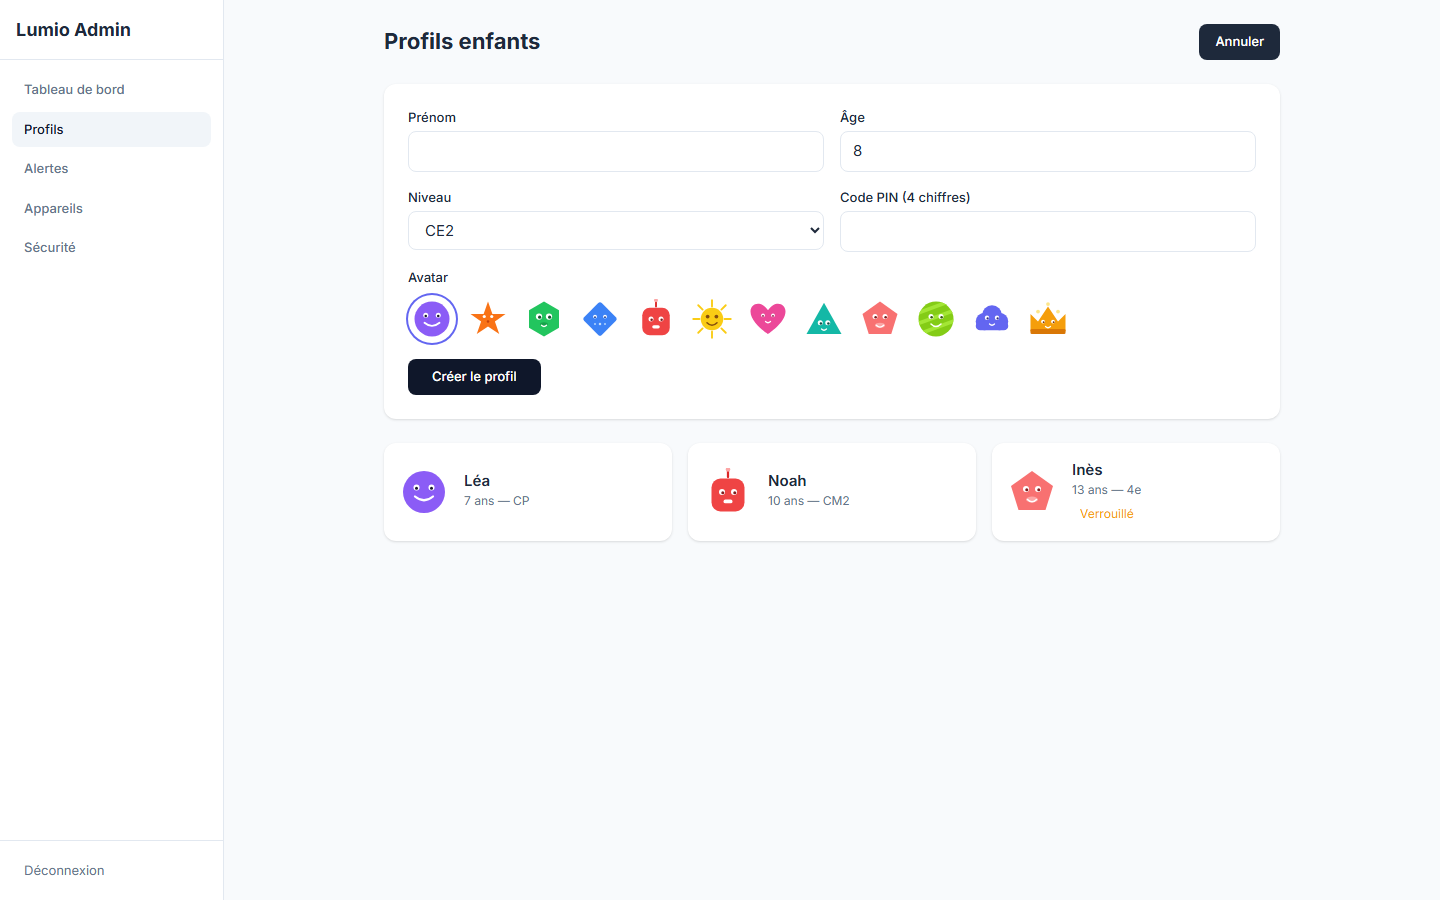 Lumio Admin
Tableau de bord
Profils
Alertes
Appareils
Sécurité
Déconnexion
Profils enfants
Annuler
Prénom
Âge
8
Niveau
Code PIN (4 chiffres)
CE2
Avatar
Créer le profil
Léa
7 ans — CP
Noah
10 ans — CM2
Inès
13 ans — 4e
Verrouillé